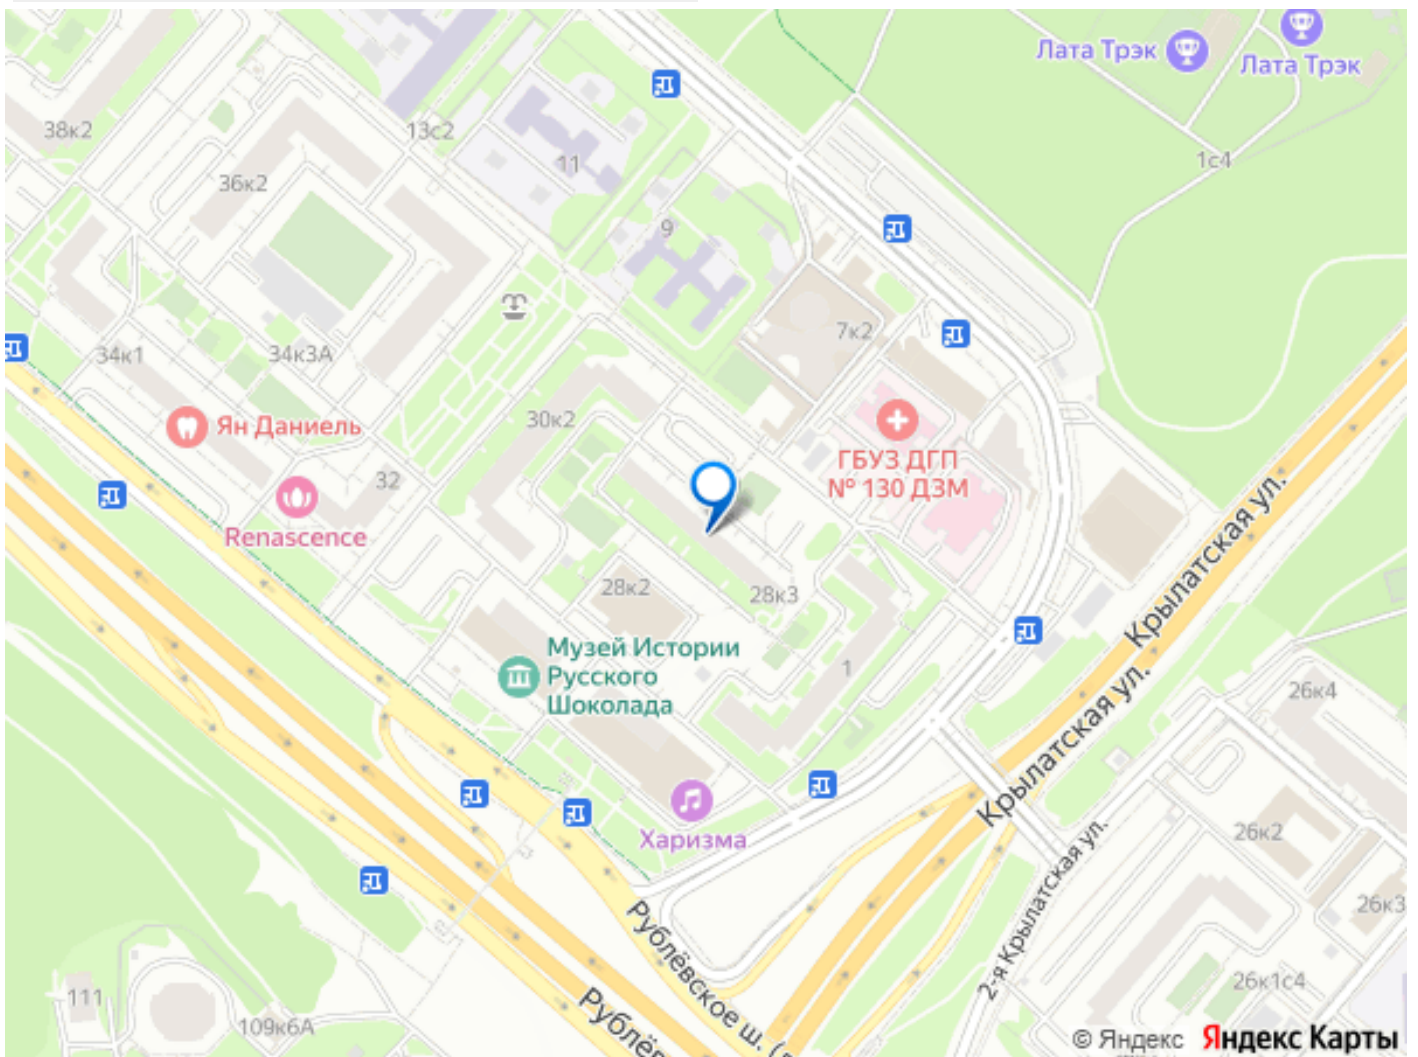 Лата Трэк
Лата Трэк
38к2
13с2
11
1с4
36к2
9
7к2
34к1
34к3А
30к2
Ян Даниель
32
ГБУЗ ДГП
№ 130 ДЗМ
Renascence
Крылатская ул.
28к2
28к3
Музей Истории
Русского
Шоколада
1
26к4
Крылатская ул.
Харизма
26к2
2-я Крылатская ул.
26к3
Рублёвское ш.
111
109к6А
26к1с4
© Яндекс Яндекс Карты